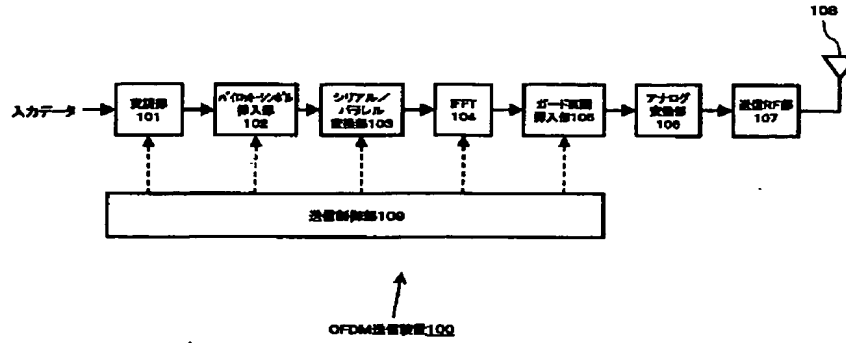 108
入力データ
変調部
101
パイロット・シンボル
挿入部
102
シリアル／
パラレル
変換部103
IFFT
104
ガード区間
挿入部105
アナログ
変換部
106
送信RF部
107
送信制御部109
OFDM送信装置100